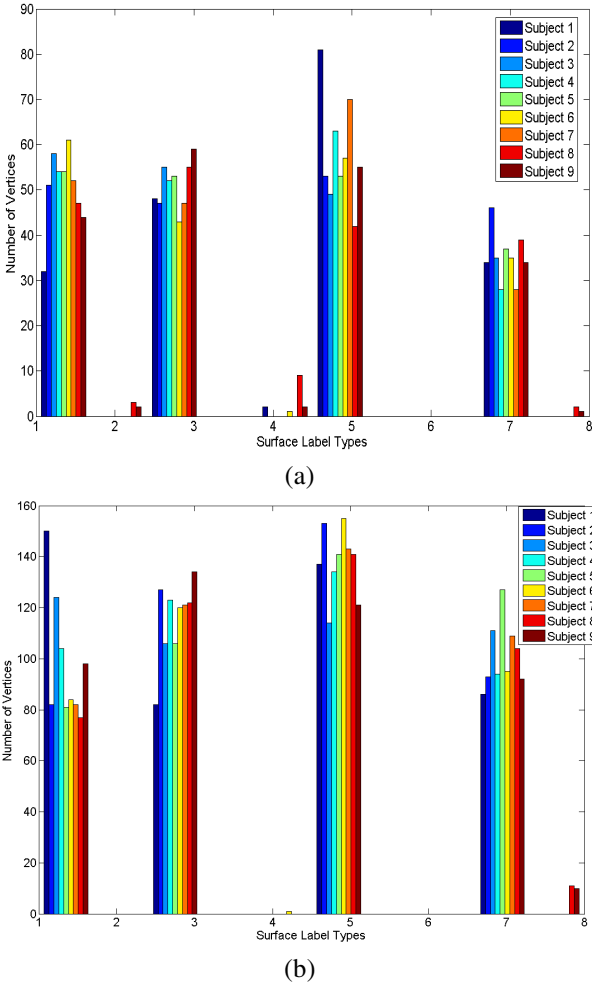 90
80
70
60
50
40
30
20
10
0
Number of Vertices
Subject 1
Subject 2
Subject 3
Subject 4
Subject 5
Subject 6
Subject 7
Subject 8
Subject 9
1 2 3 4 5 6 7 8
Surface Label Types
(a)
160
140
120
100
80
60
40
20
0
Number of Vertices
Subject 1
Subject 2
Subject 3
Subject 4
Subject 5
Subject 6
Subject 7
Subject 8
Subject 9
1 2 3 4 5 6 7 8
Surface Label Types
(b)